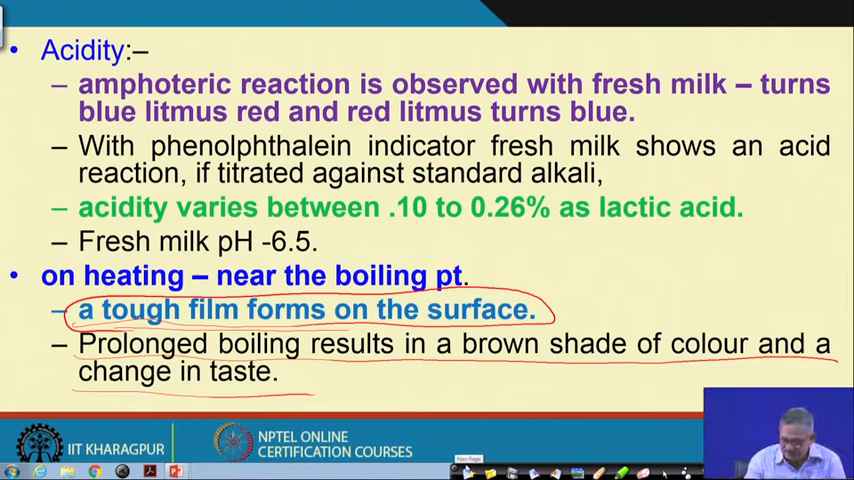 • Acidity:–
– amphoteric reaction is observed with fresh milk – turns
blue litmus red and red litmus turns blue.
– With phenolphthalein indicator fresh milk shows an acid
reaction, if titrated against standard alkali,
– acidity varies between .10 to 0.26% as lactic acid.
– Fresh milk pH -6.5.
• on heating – near the boiling pt.
– a tough film forms on the surface.
– Prolonged boiling results in a brown shade of colour and a
change in taste.
IIT KHARAGPUR
NPTEL ONLINE
CERTIFICATION COURSES
New Page